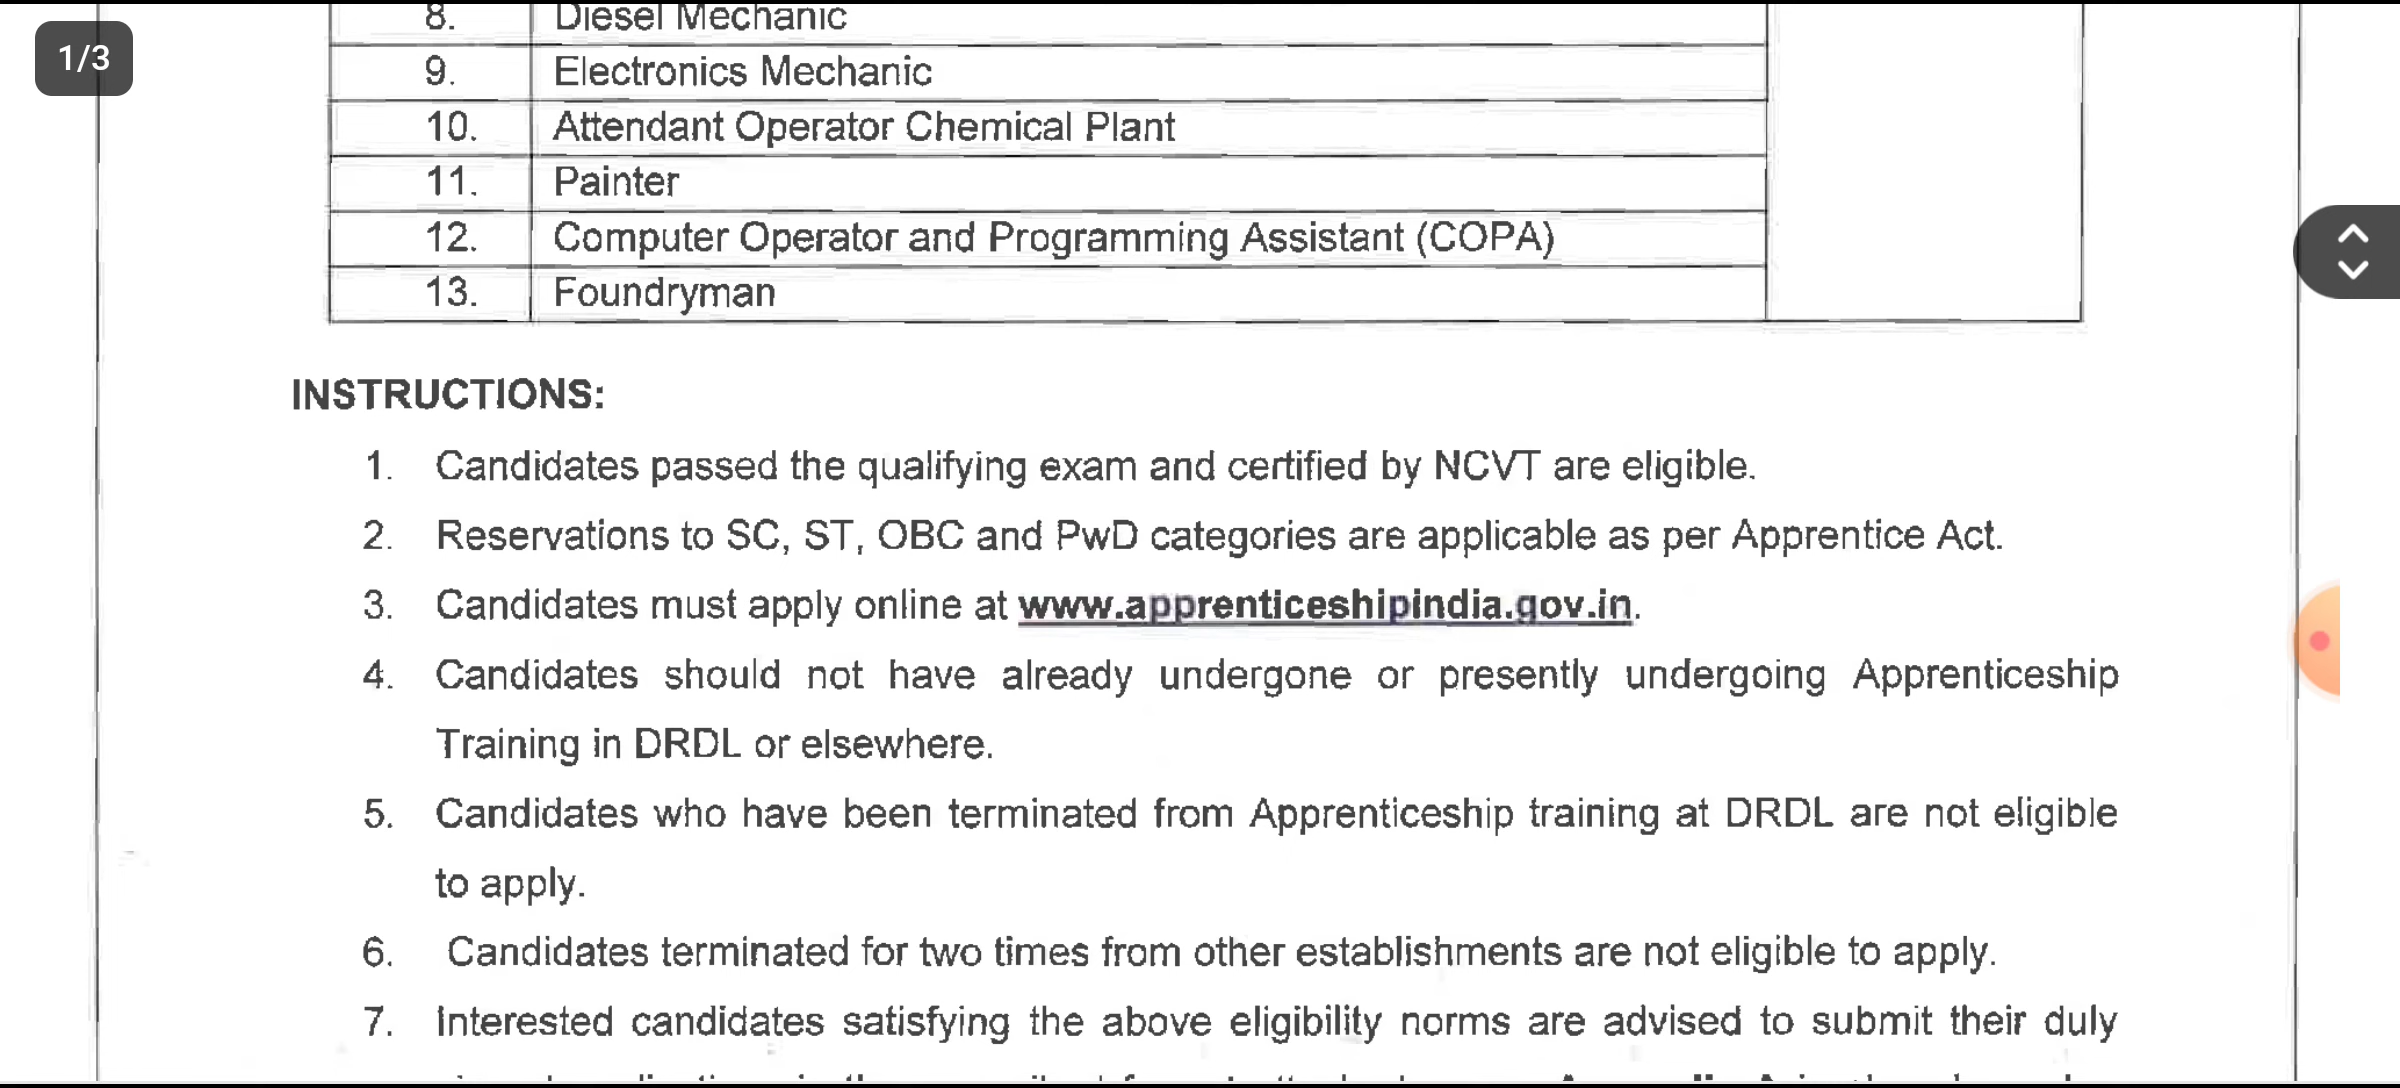 1/3
8. Diesel Mechanic
9. Electronics Mechanic
10. Attendant Operator Chemical Plant
11. Painter
12. Computer Operator and Programming Assistant (COPA)
13. Foundryman
INSTRUCTIONS:
1. Candidates passed the qualifying exam and certified by NCVT are eligible.
2. Reservations to SC, ST, OBC and PwD categories are applicable as per Apprentice Act.
3. Candidates must apply online at www.apprenticeshipindia.gov.in.
4. Candidates should not have already undergone or presently undergoing Apprenticeship
Training in DRDL or elsewhere.
5. Candidates who have been terminated from Apprenticeship training at DRDL are not eligible
to apply.
6. Candidates terminated for two times from other establishments are not eligible to apply.
7. Interested candidates satisfying the above eligibility norms are advised to submit their duly